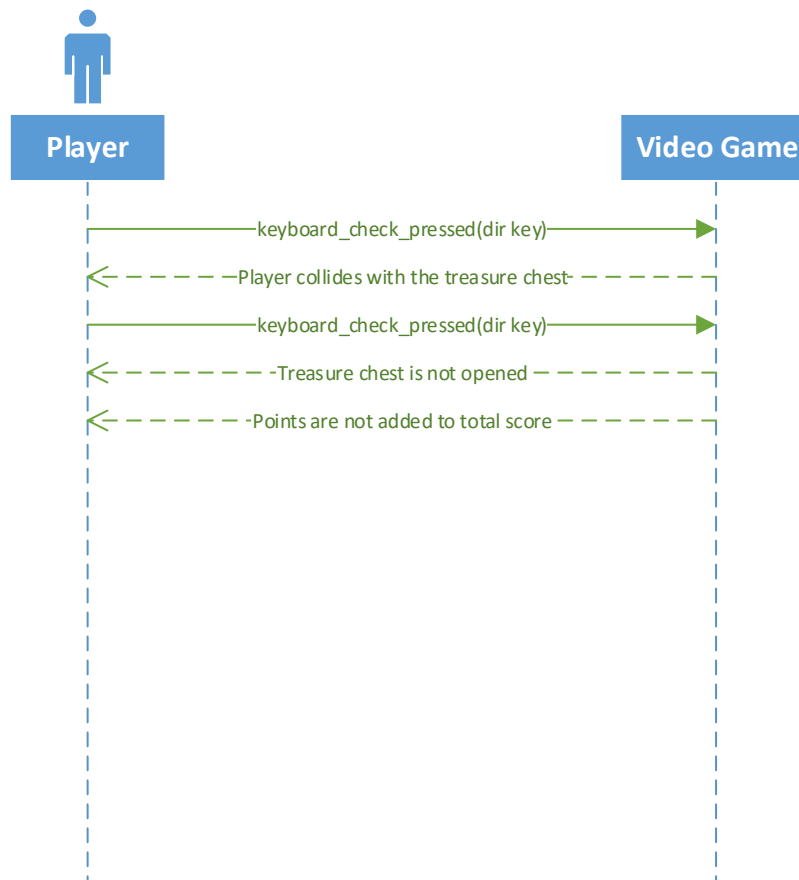 Player
Video Game
keyboard_check_pressed(dir key)
Player collides with the treasure chest
keyboard_check_pressed(dir key)
Treasure chest is not opened
Points are not added to total score